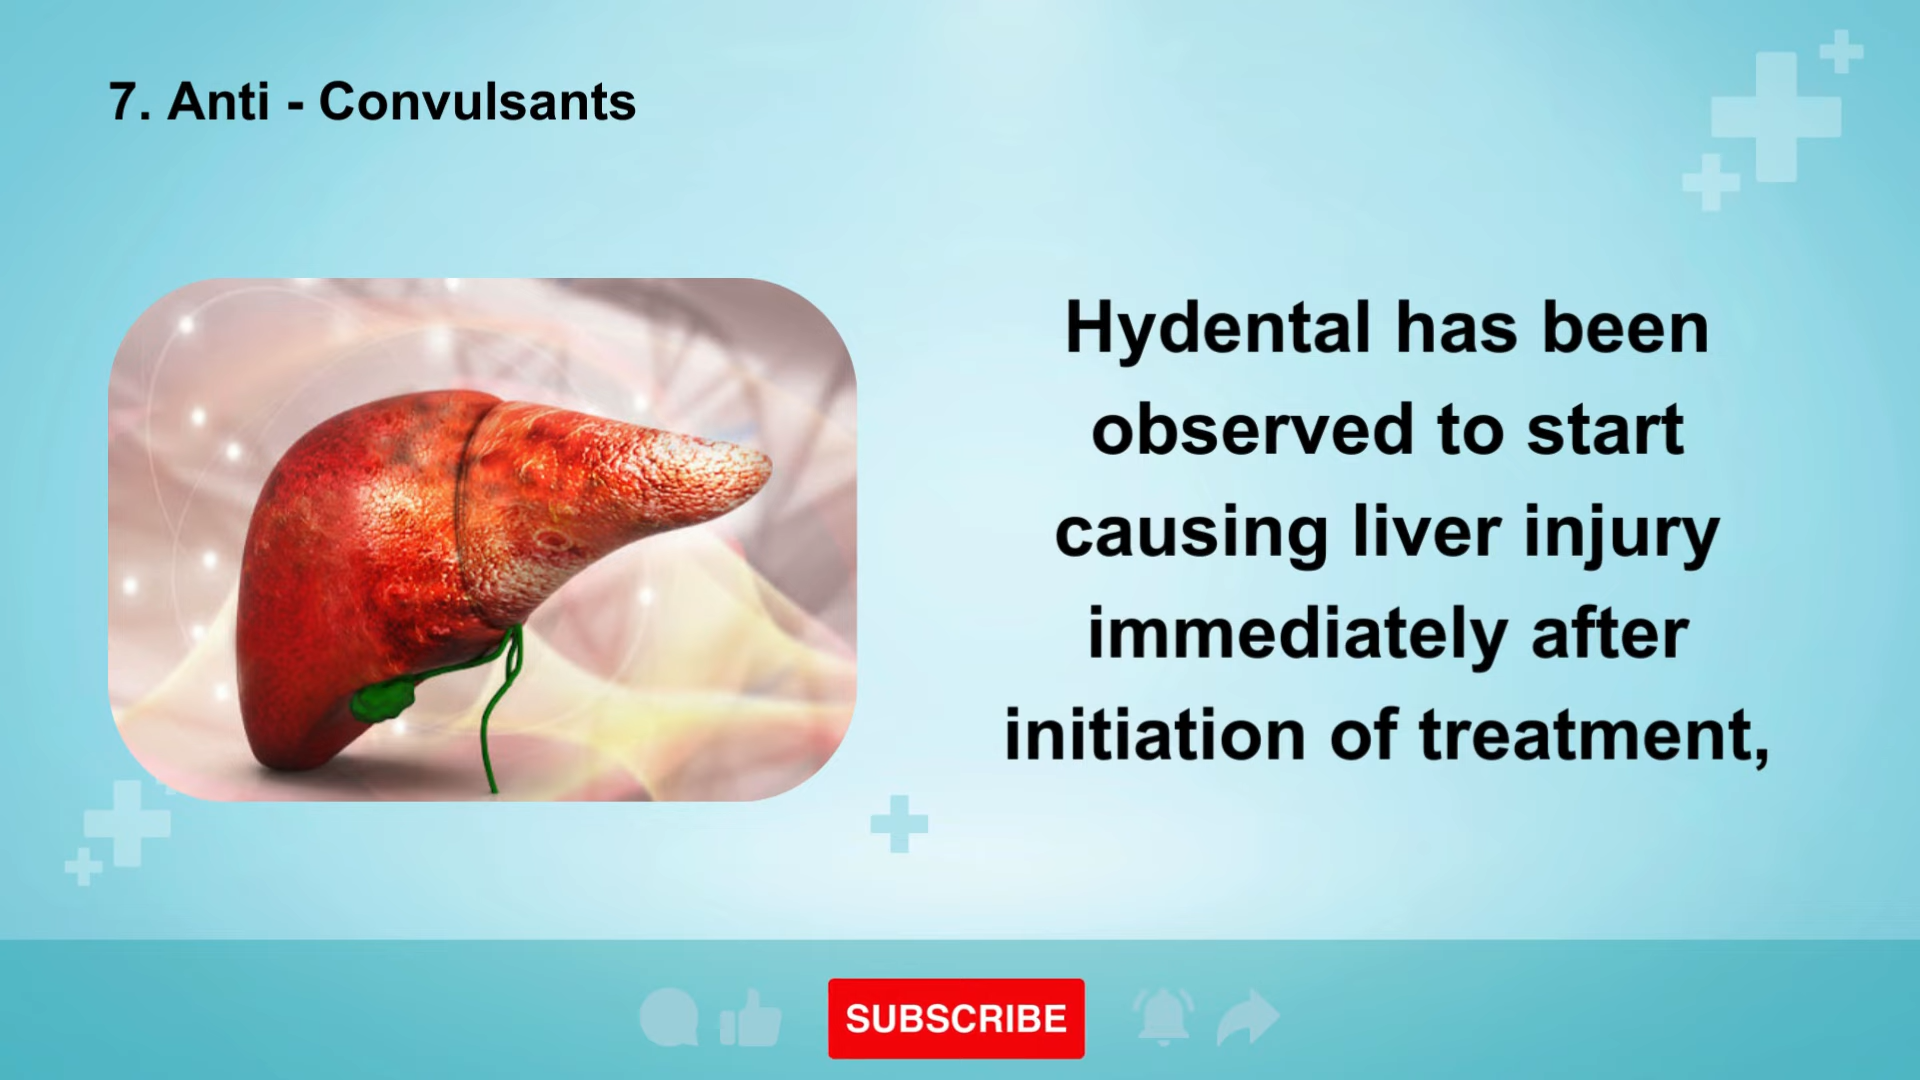 7. Anti - Convulsants
Hydental has been
observed to start
causing liver injury
immediately after
initiation of treatment,
SUBSCRIBE